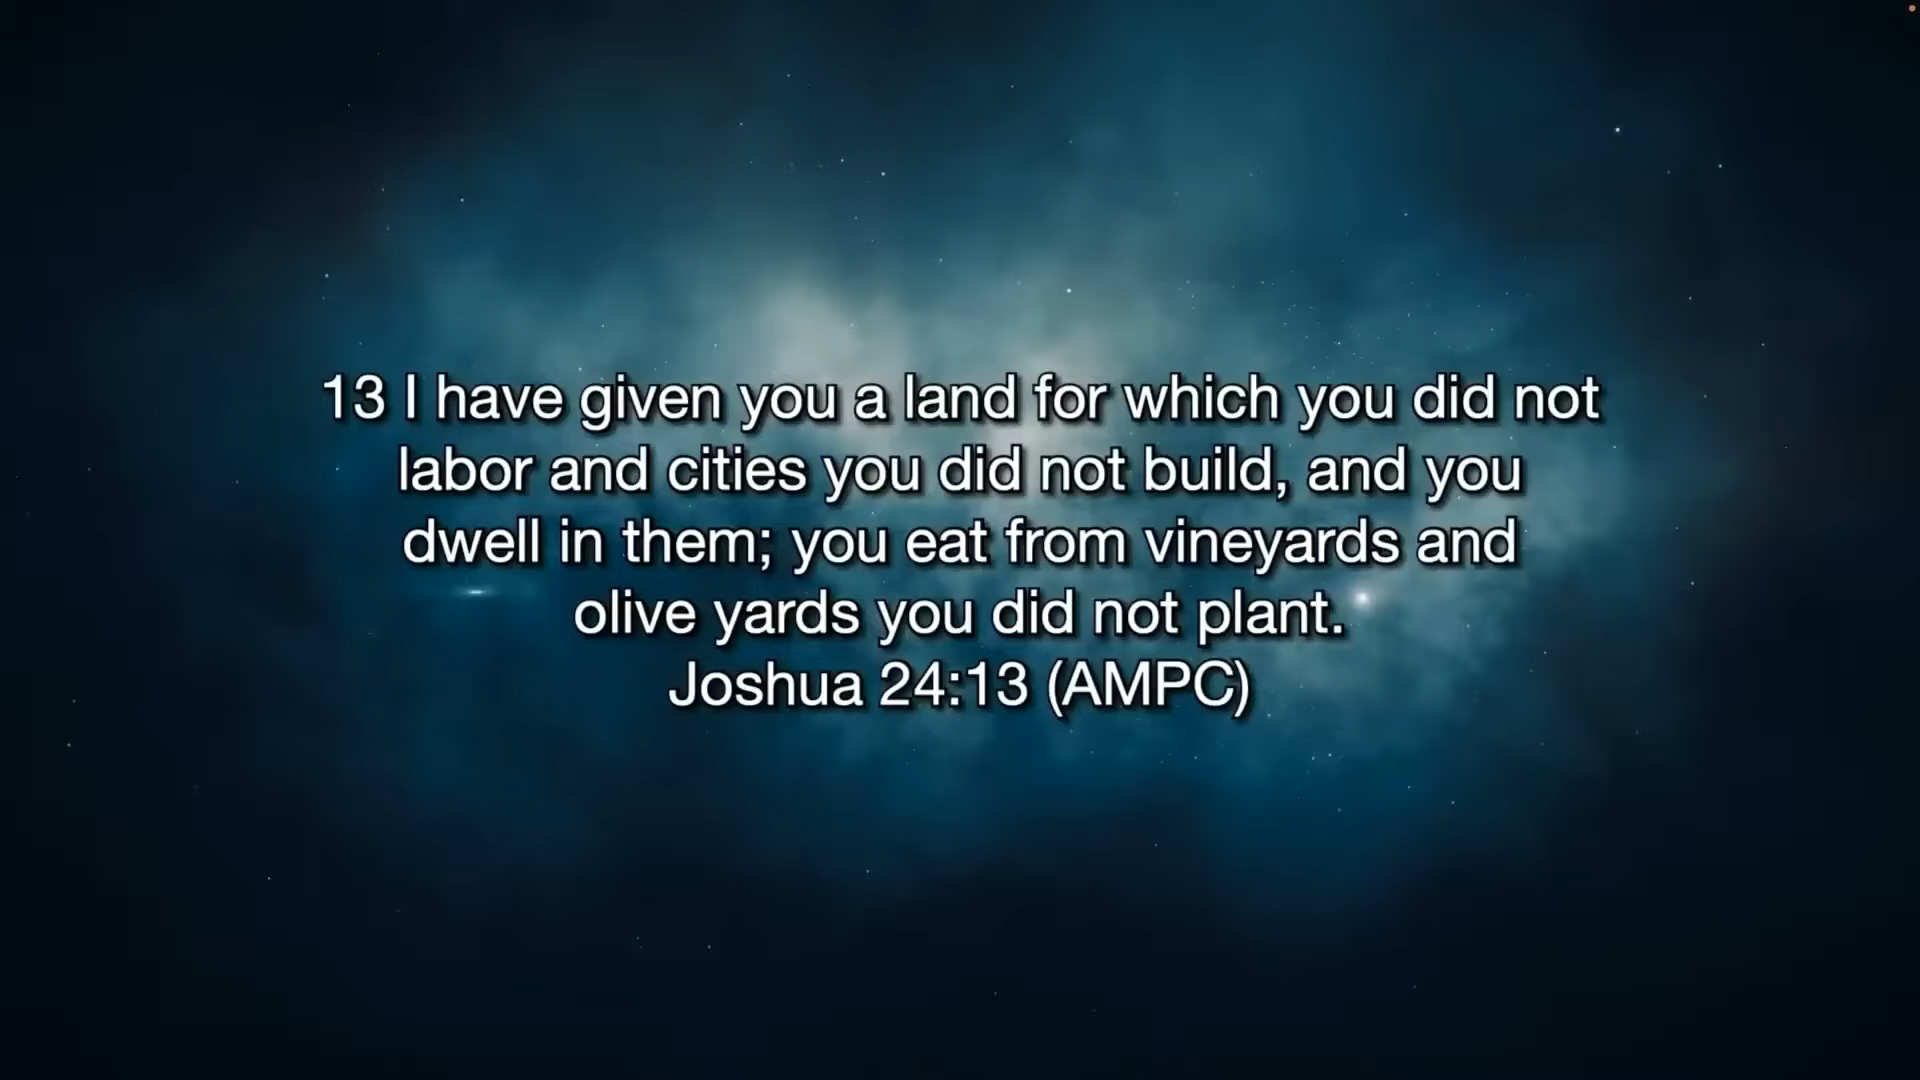 13 I have given you a land for which you did not
labor and cities you did not build, and you
dwell in them; you eat from vineyards and
olive yards you did not plant.
Joshua 24:13 (AMPC)